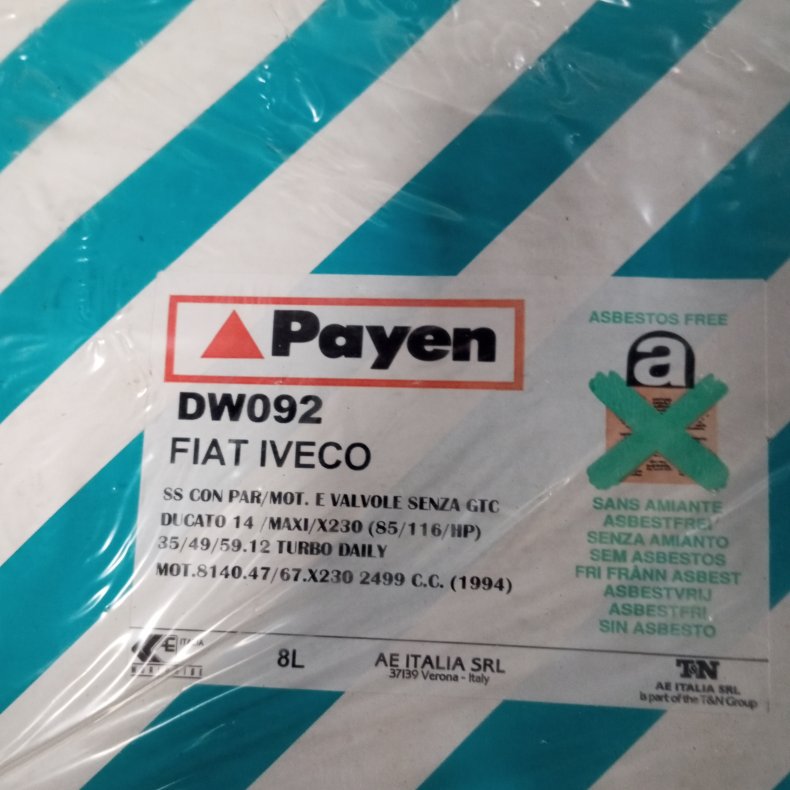 Payen
DW092
FIAT IVECO
SS CON PAR/MOT. E VALVOLE SENZA GTC
DUCATO 14 /MAXI/X230 (85/116/HP)
35/49/59.12 TURBO DAILY
MOT.8140.47/67.X230 2499 C.C. (1994)
ASBESTOS FREE
a
SANS AMIANTE
ASBESTFREI
SENZA AMIANTO
SEM ASBESTOS
FRI FRÅNN ASBEST
ASBESTVRIJ
ASBESTFRI
SIN ASBESTO
AE ITALIA
8L
AE ITALIA SRL
37139 Verona - Italy
T&N
AE ITALIA SRL
is part of the T&N Group